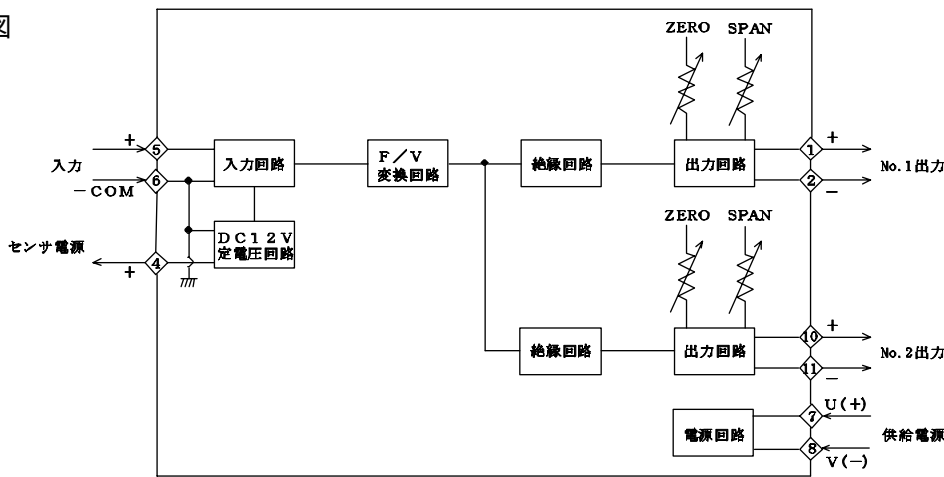 図
ZERO SPAN
入力
+
5
6
－COM
入力回路
F／V
変換回路
絶縁回路
出力回路
1
+
2
－
No.1出力
センサ電源
4
+
DC12V
定電圧回路
ZERO SPAN
絶縁回路
出力回路
10
+
11
－
No.2出力
電源回路
7
U(+)
8
V(－)
供給電源